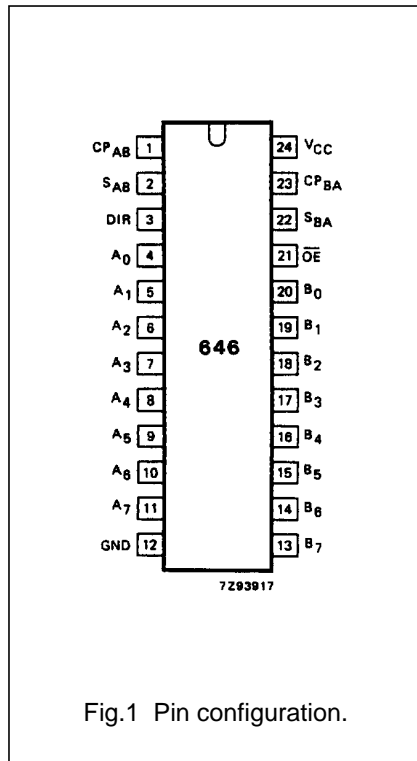 CPAB 1 24 VCC
SAB 2 23 CPBA
DIR 3 22 SBA
A0 4 21 OE
A1 5 20 B0
A2 6 19 B1
A3 7 18 B2
646
A4 8 17 B3
A5 9 16 B4
A6 10 15 B5
A7 11 14 B6
GND 12 13 B7
7Z93917
Fig.1 Pin configuration.